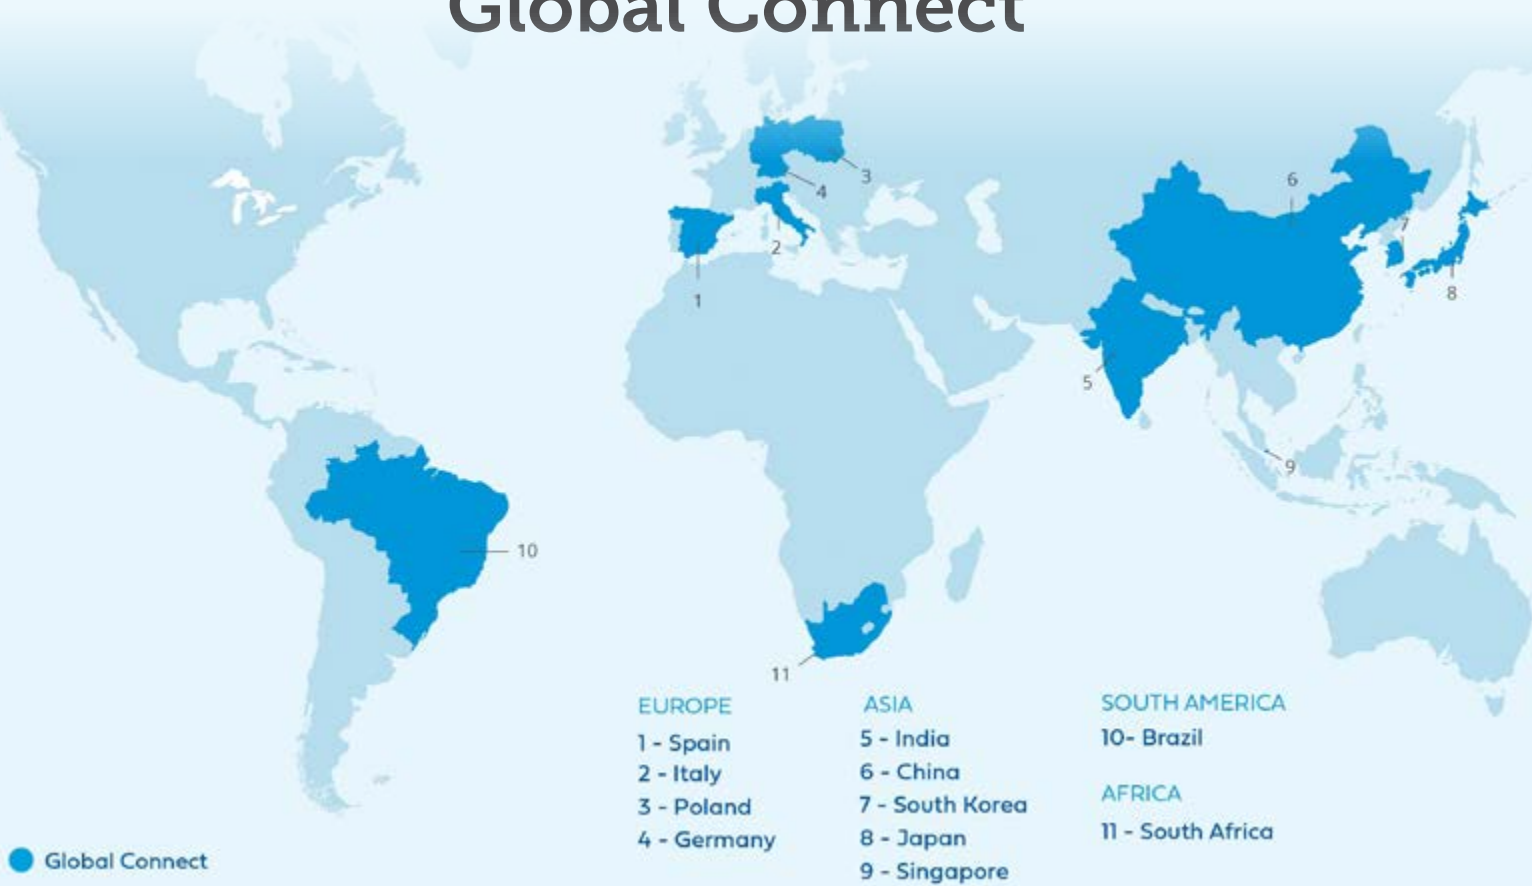 Global Connect
6
3
4
7
2
8
1
5
9
10
11
EUROPE
1 - Spain
2 - Italy
3 - Poland
4 - Germany
ASIA
5 - India
6 - China
7 - South Korea
8 - Japan
9 - Singapore
SOUTH AMERICA
10- Brazil
AFRICA
11 - South Africa
Global Connect